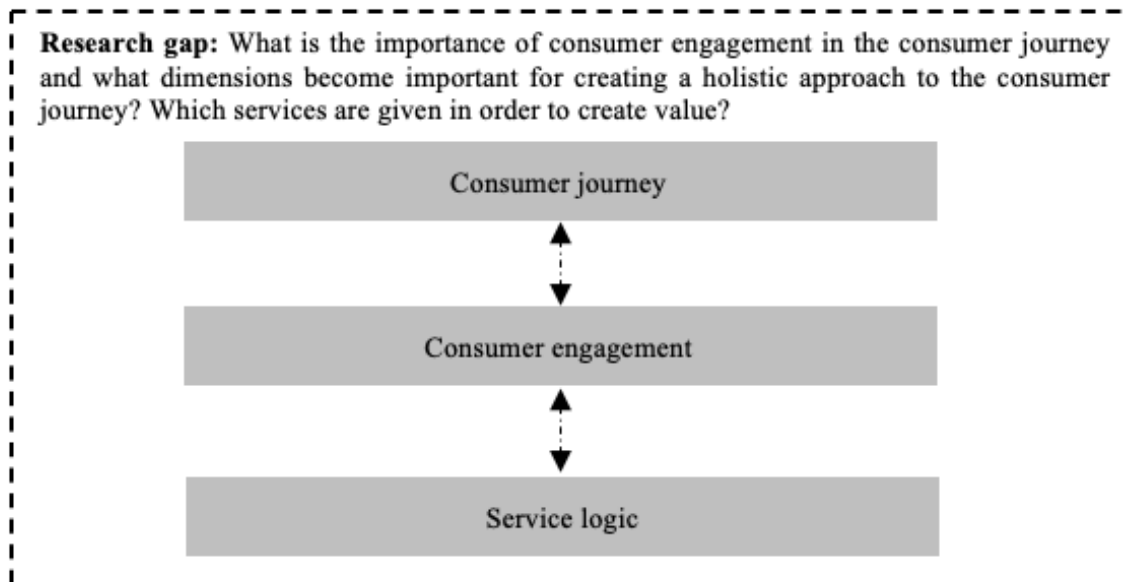 Research gap: What is the importance of consumer engagement in the consumer journey
and what dimensions become important for creating a holistic approach to the consumer
journey? Which services are given in order to create value?
Consumer journey
Consumer engagement
Service logic